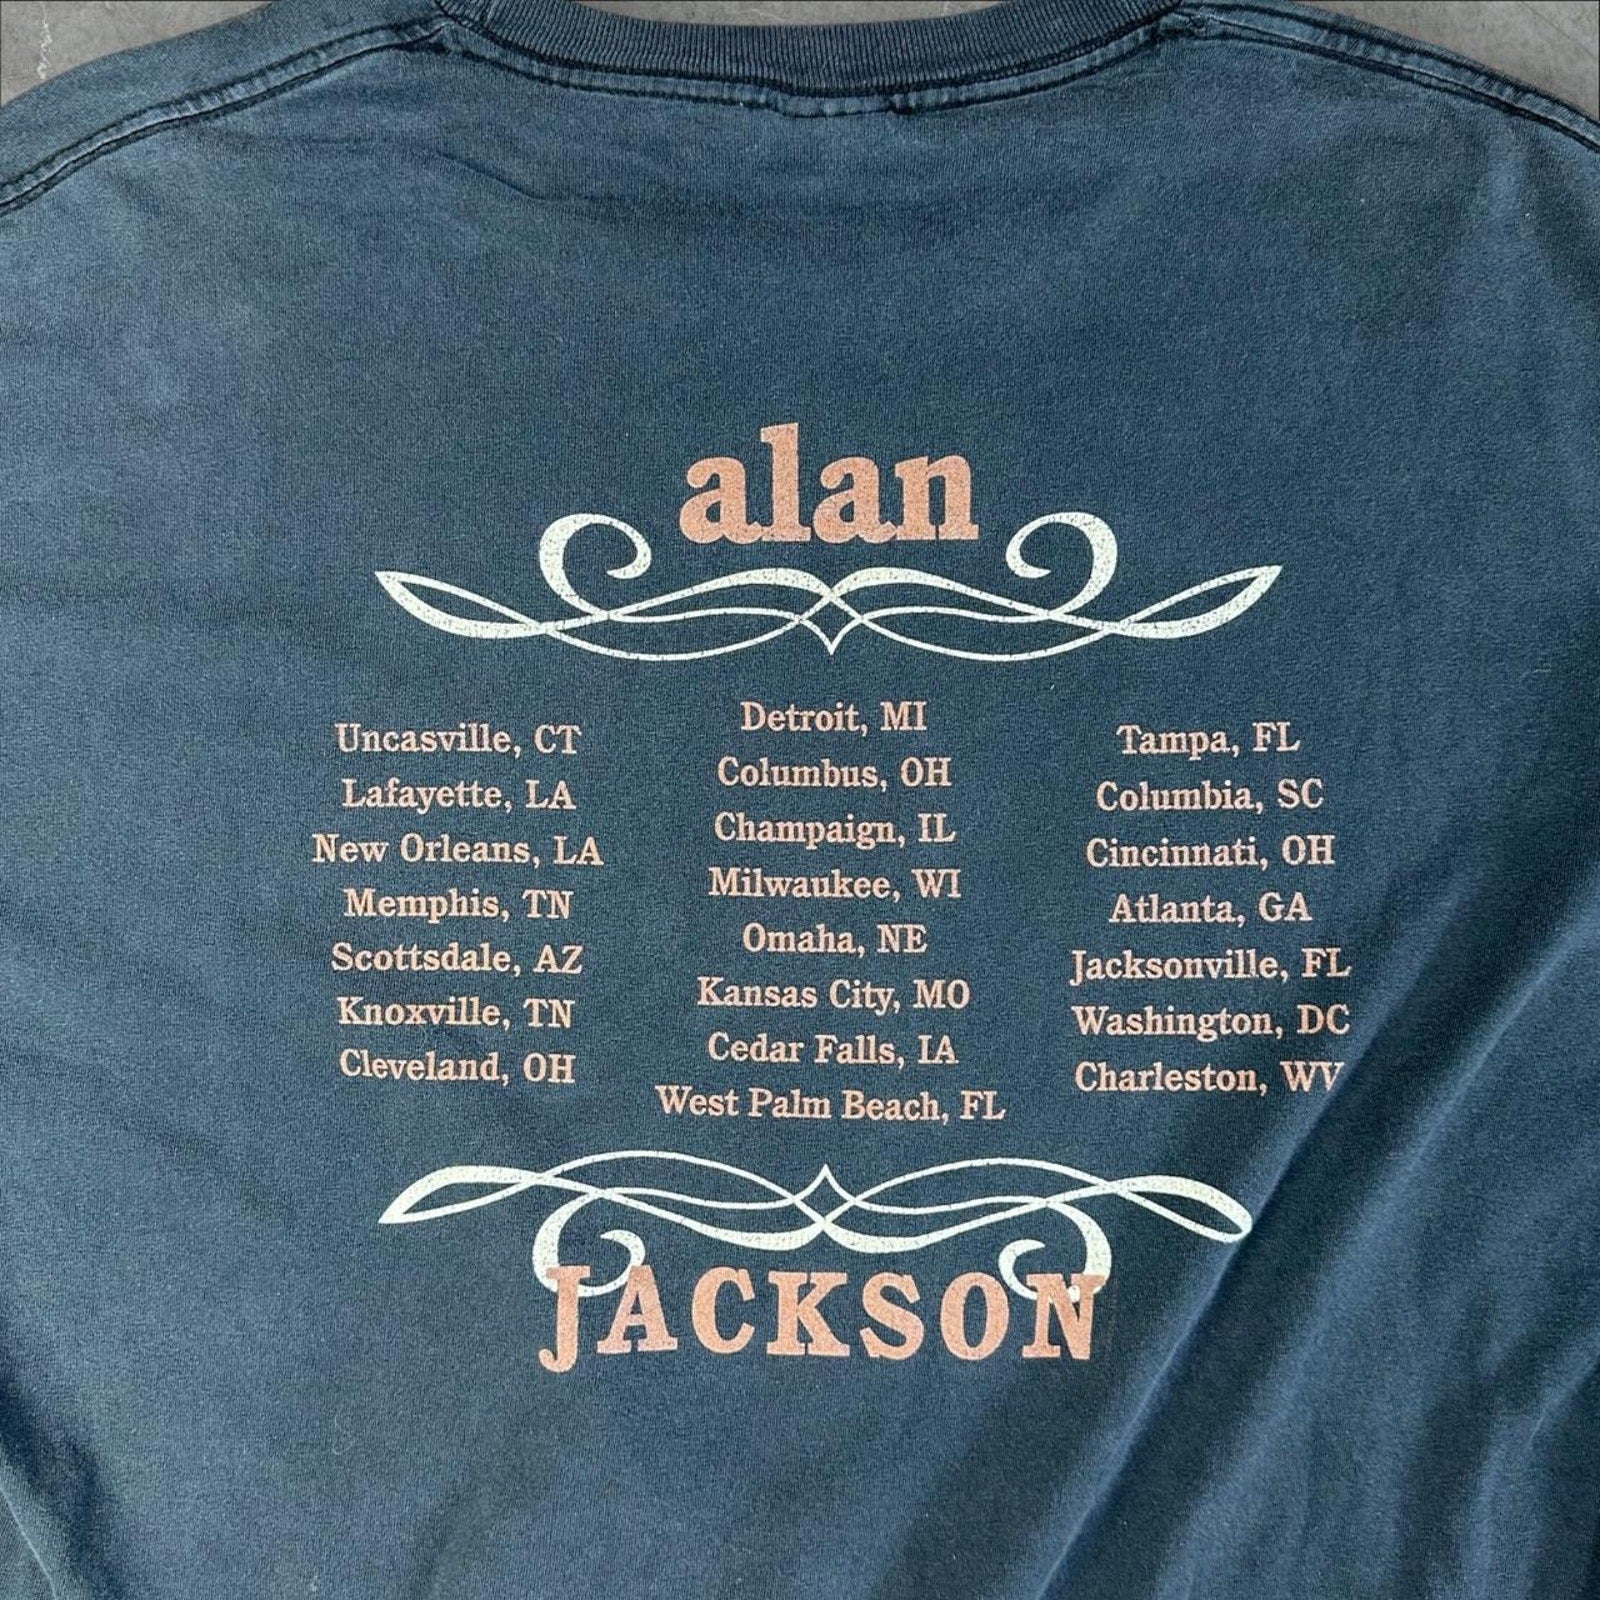 alan
Uncasville, CT
Lafayette, LA
New Orleans, LA
Memphis, TN
Scottsdale, AZ
Knoxville, TN
Cleveland, OH
Detroit, MI
Columbus, OH
Champaign, IL
Milwaukee, WI
Omaha, NE
Kansas City, MO
Cedar Falls, IA
West Palm Beach, FL
Tampa, FL
Columbia, SC
Cincinnati, OH
Atlanta, GA
Jacksonville, FL
Washington, DC
Charleston, WV
JACKSON